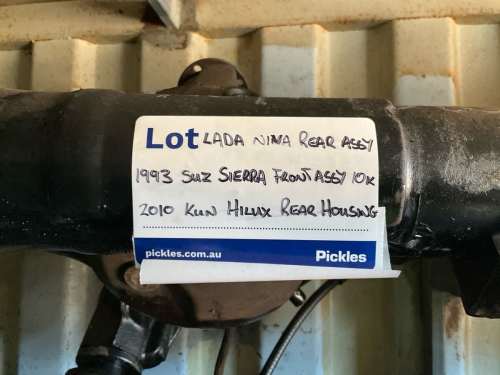 Lot LADA NINA REAR ASSY
1993 SUZ SIERRA FRONT ASSY 10K
2010 KUN HILUX REAR HOUSING
pickles.com.au Pickles